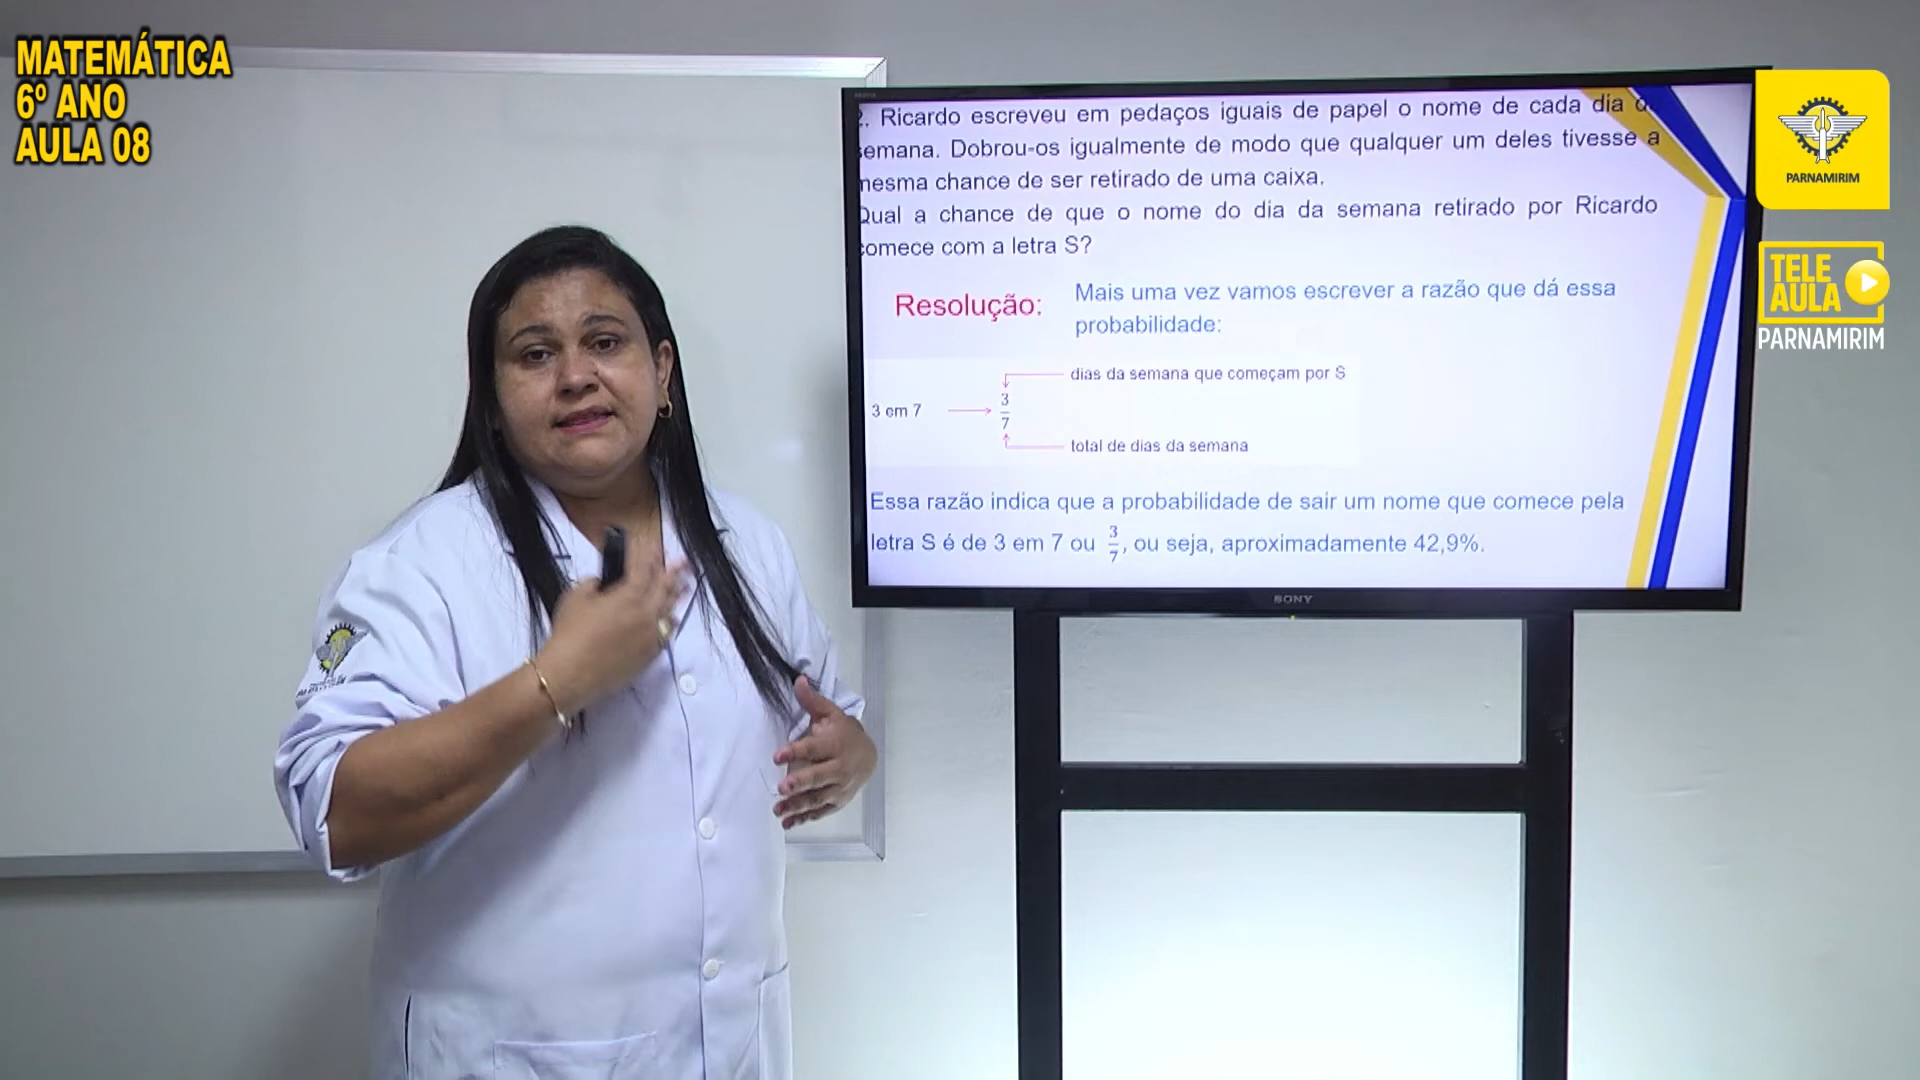 MATEMÁTICA
6º ANO
AULA 08
2. Ricardo escreveu em pedaços iguais de papel o nome de cada dia
semana. Dobrou-os igualmente de modo que qualquer um deles tivesse a
mesma chance de ser retirado de uma caixa.
Qual a chance de que o nome do dia da semana retirado por Ricardo
comece com a letra S?
Resolução:
Mais uma vez vamos escrever a razão que dá essa
probabilidade:
dias da semana que começam por S
3 em 7
3
7
total de dias da semana
Essa razão indica que a probabilidade de sair um nome que comece pela
letra S é de 3 em 7 ou 3/7, ou seja, aproximadamente 42,9%.
SONY
PARNAMIRIM
TELE
AULA
PARNAMIRIM